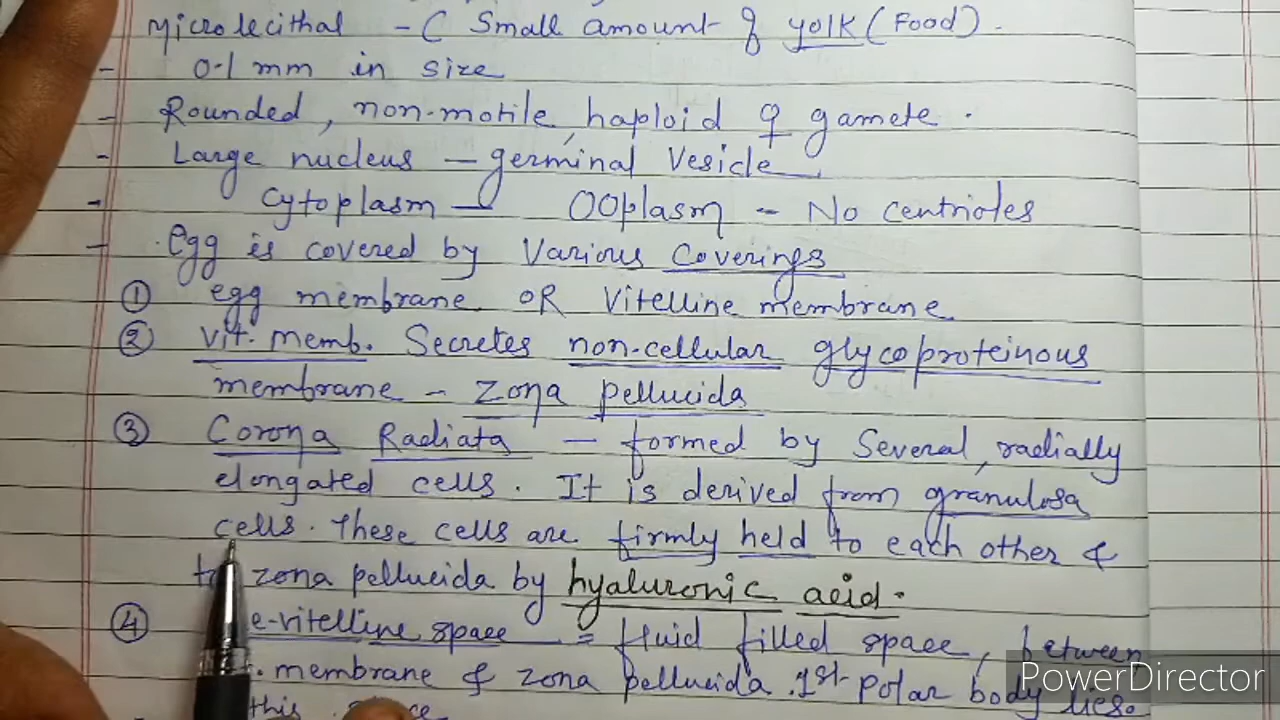 Microlecithal - ( Small amount of yolk (Food).
- 0.1 mm in size
- Rounded, non-motile, haploid ♀ gamete.
- Large nucleus - germinal Vesicle
- Cytoplasm - OOplasm - No Centrioles
- Egg is covered by Various Coverings
① egg membrane OR Vitelline membrane
② Vit. memb. Secretes non-cellular glycoproteinous
membrane - Zona pellucida
③ Corona Radiata - formed by Several, radially
elongated cells. It is derived from granulosa
cells. These cells are firmly held to each other &
zona pellucida by hyaluronic acid.
④ e-vitelline space = fluid filled space, between
membrane & zona pellucida. 1st Polar body lies
this
PowerDirector